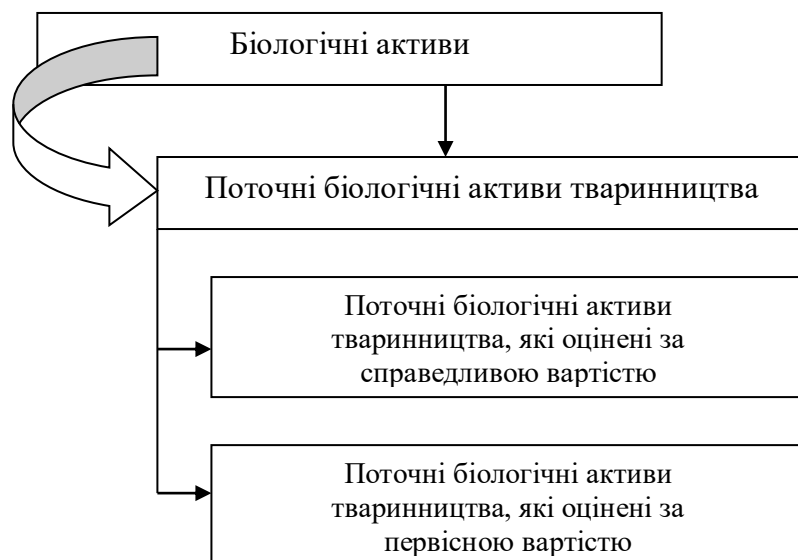 Біологічні активи
Поточні біологічні активи тваринництва
Поточні біологічні активи
тваринництва, які оцінені за
справедливою вартістю
Поточні біологічні активи
тваринництва, які оцінені за
первісною вартістю